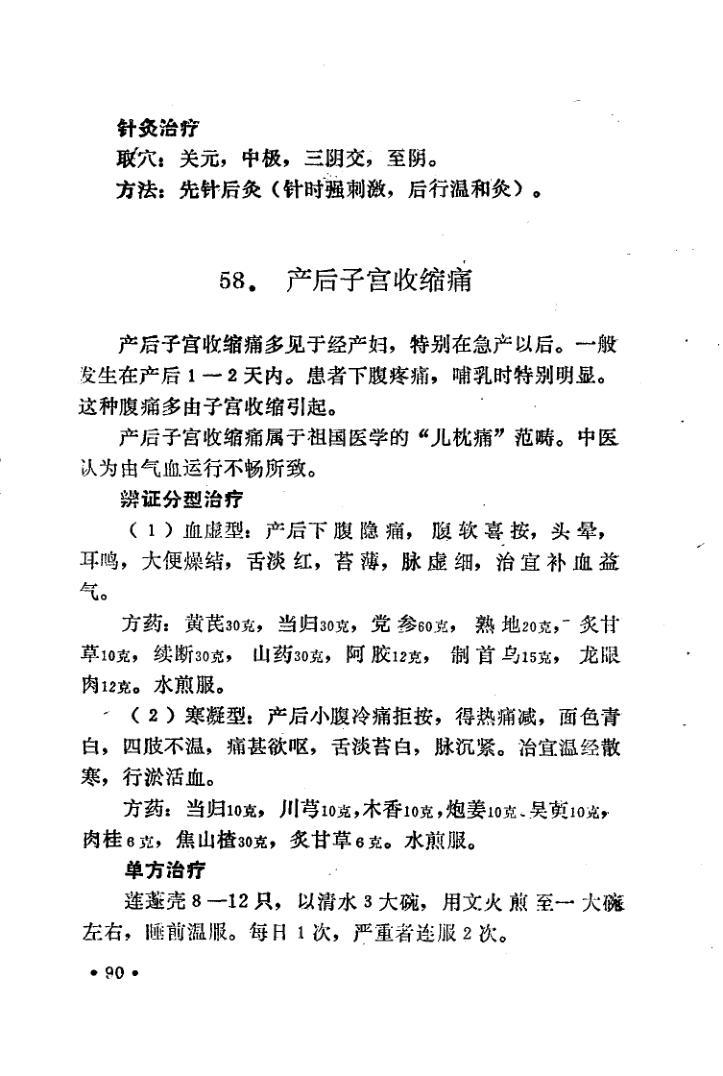 针灸治疗
取穴：关元，中极，三阴交，至阴。
方法：先针后灸（针时强刺激，后行温和灸）。
58． 产后子宫收缩痛
产后子宫收缩痛多见于经产妇，特别在急产以后。一般
发生在产后1—2天内。患者下腹疼痛，哺乳时特别明显。
这种腹痛多由子宫收缩引起。
产后子宫收缩痛属于祖国医学的“儿枕痛”范畴。中医
认为由气血运行不畅所致。
辨证分型治疗
（1）血虚型：产后下腹隐痛，腹软喜按，头晕，
耳鸣，大便燥结，舌淡红，苔薄，脉虚细，治宜补血益
气。
方药：黄芪30克，当归30克，党参60克，熟地20克，炙甘
草10克，续断30克，山药30克，阿胶12克，制首乌15克，龙眼
肉12克。水煎服。
（2）寒凝型：产后小腹冷痛拒按，得热痛减，面色青
白，四肢不温，痛甚欲呕，舌淡苔白，脉沉紧。治宜温经散
寒，行淤活血。
方药：当归10克，川芎10克，木香10克，炮姜10克、吴萸10克，
肉桂6克，焦山楂30克，炙甘草6克。水煎服。
单方治疗
莲蓬壳8—12只，以清水3大碗，用文火煎至一大碗
左右，睡前温服。每日1次，严重者连服2次。
•90•